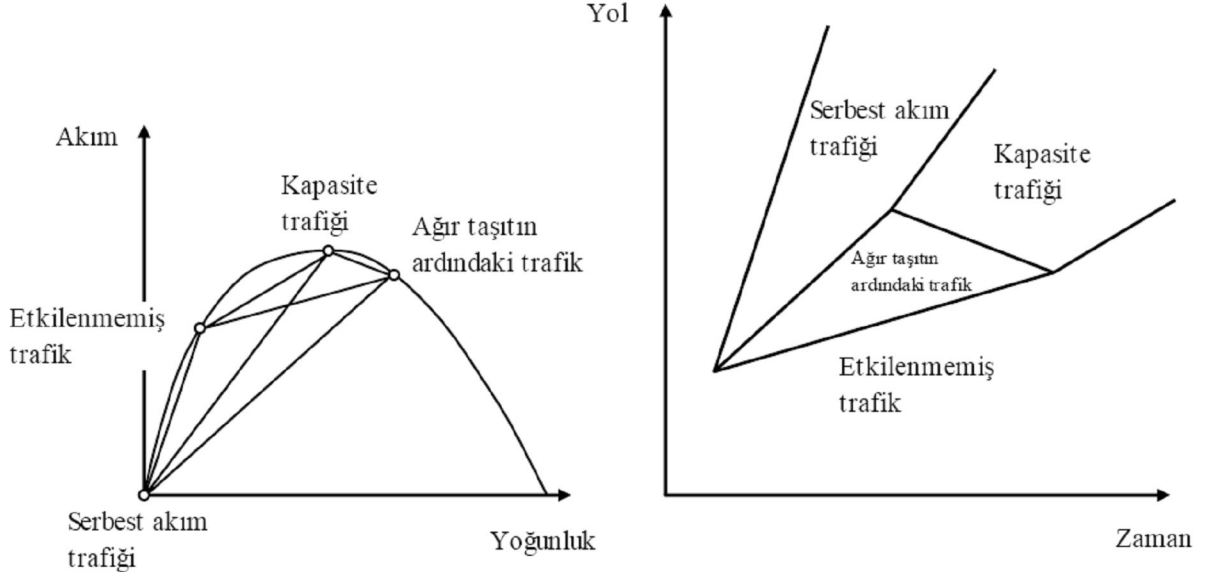 Akım
Kapasite
trafiği
Ağır taşıtın
ardındaki trafik
Etkilenmemiş
trafik
Serbest akım
trafiği
Yoğunluk
Yol
Serbest akım
trafiği
Kapasite
trafiği
Ağır taşıtın
ardındaki trafik
Etkilenmemiş
trafik
Zaman